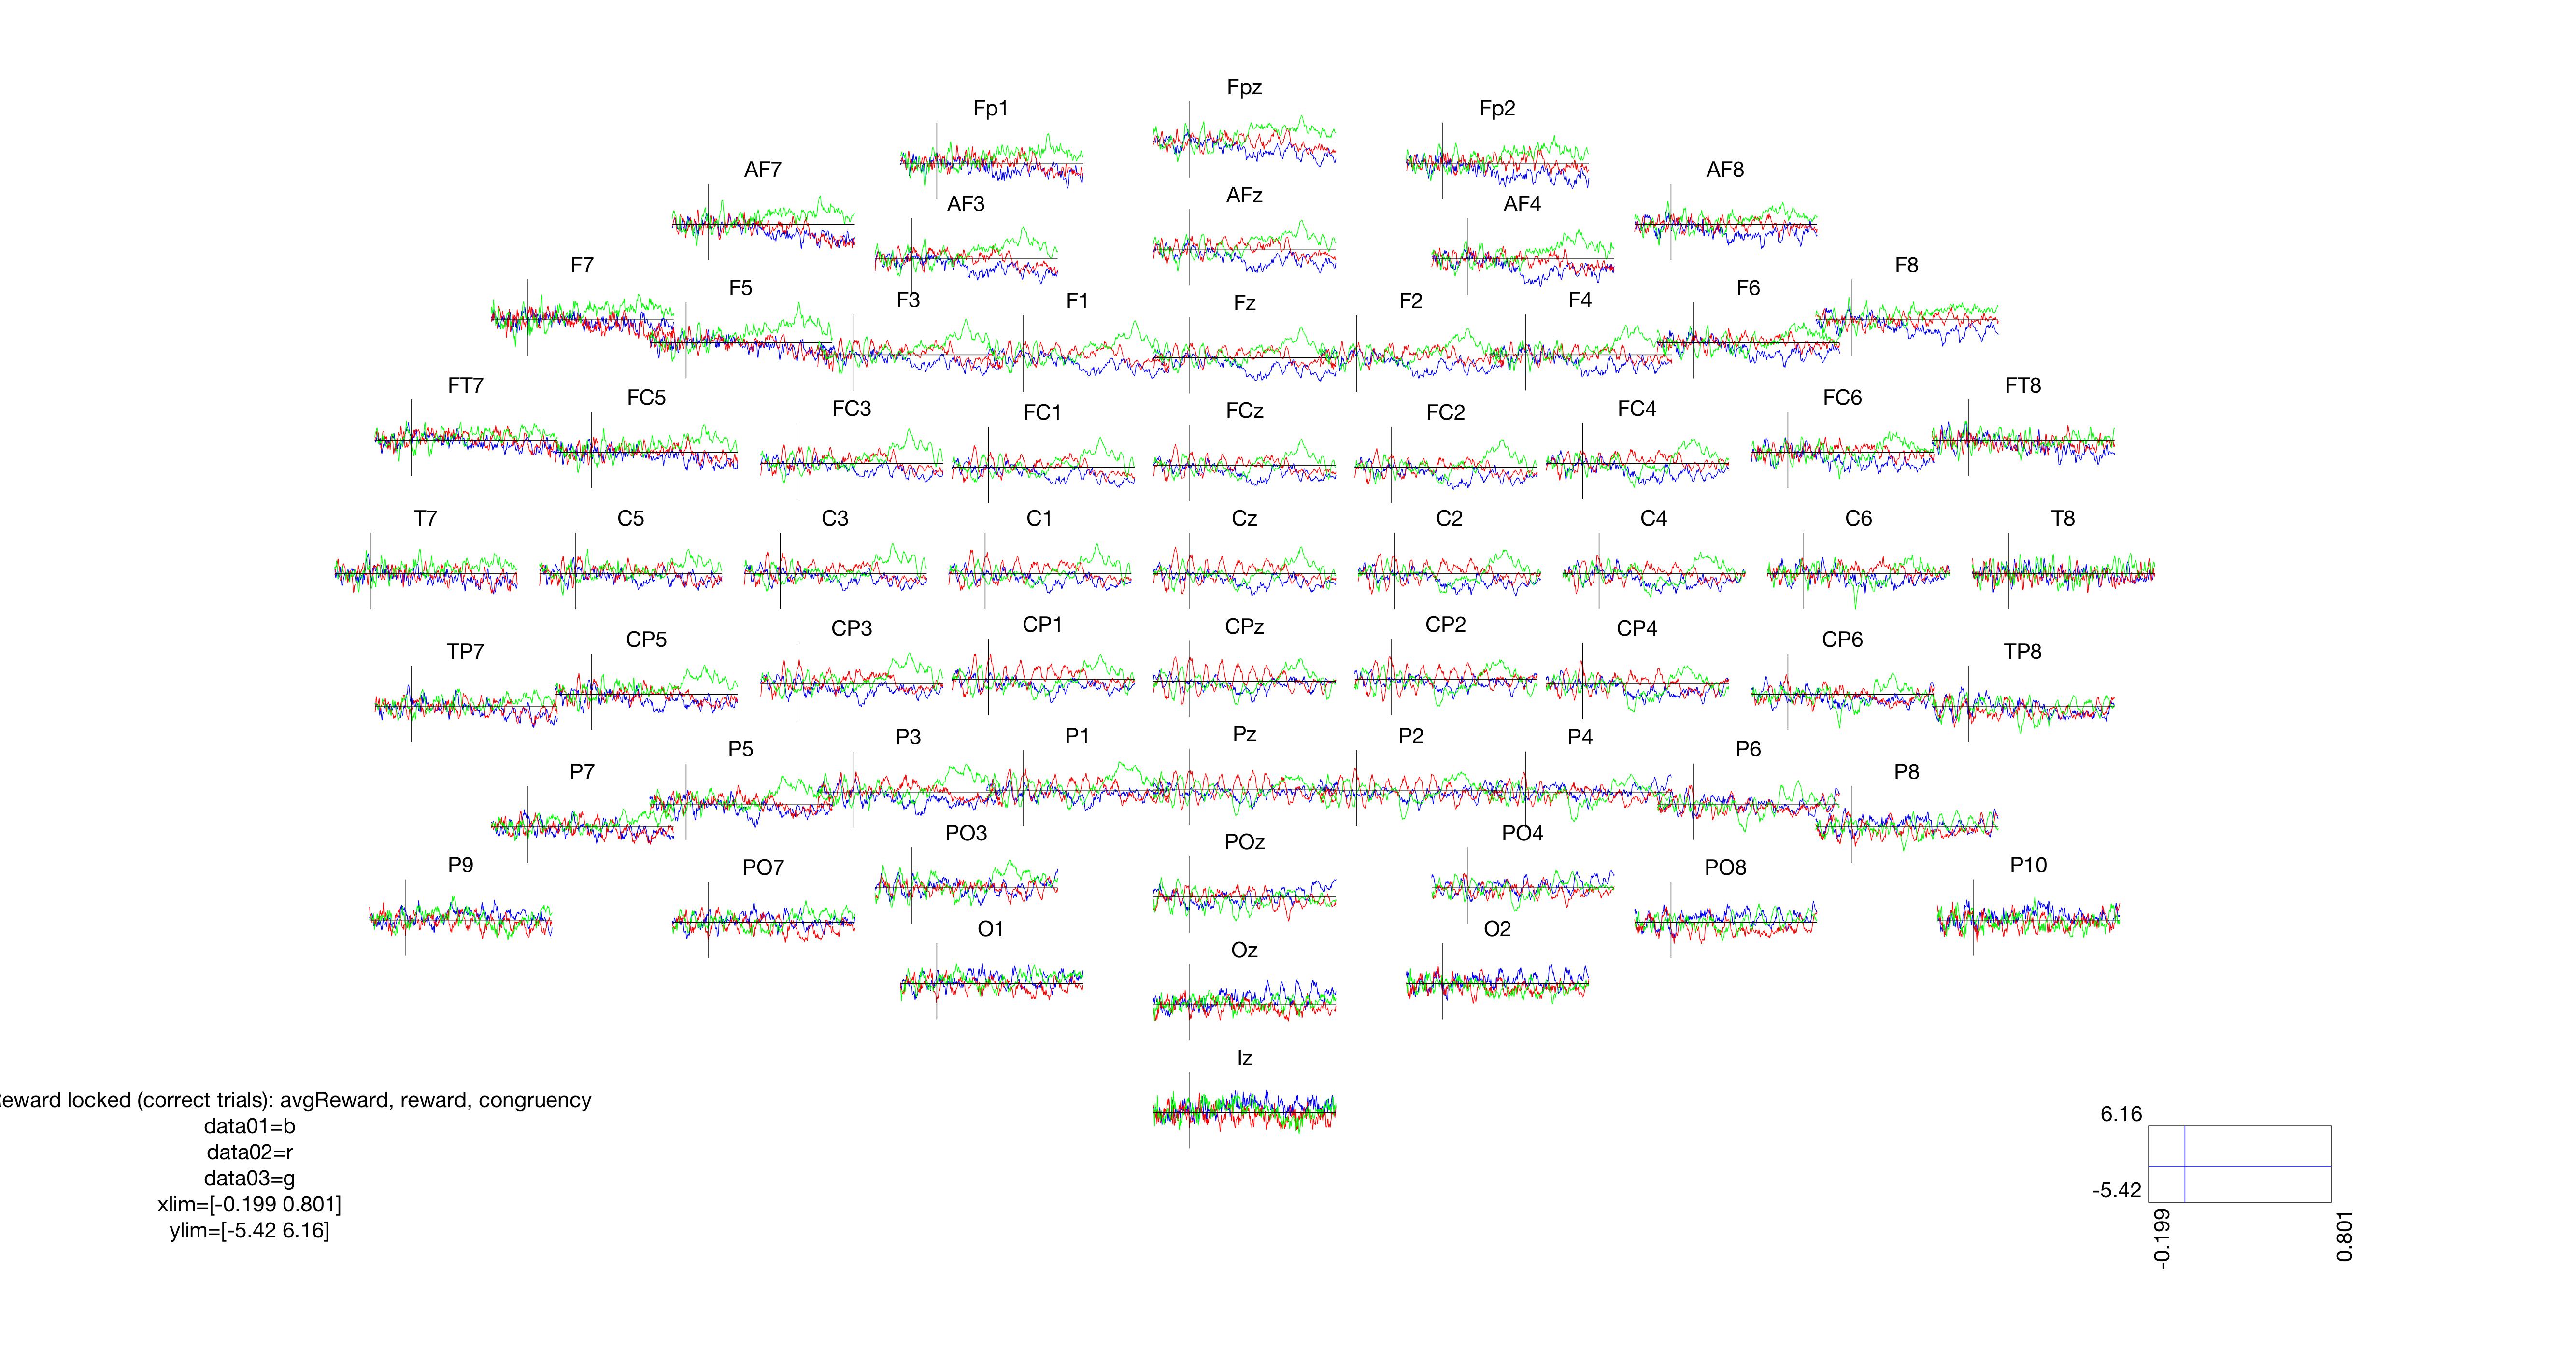 Fpz
Fp1
Fp2
AF7
AF8
AF3
AFz
AF4
F7
F8
F5
F3
F1
Fz
F2
F4
F6
FT7
FC5
FC3
FC1
FCz
FC2
FC4
FC6
FT8
T7
C5
C3
C1
Cz
C2
C4
C6
T8
TP7
CP5
CP3
CP1
CPz
CP2
CP4
CP6
TP8
P7
P5
P3
P1
Pz
P2
P4
P6
P8
P9
PO7
PO3
POz
PO4
PO8
P10
O1
Oz
O2
Iz
eward locked (correct trials): avgReward, reward, congruency
data01=b
data02=r
data03=g
xlim=[-0.199 0.801]
ylim=[-5.42 6.16]
6.16
-5.42
-0.199
0.801